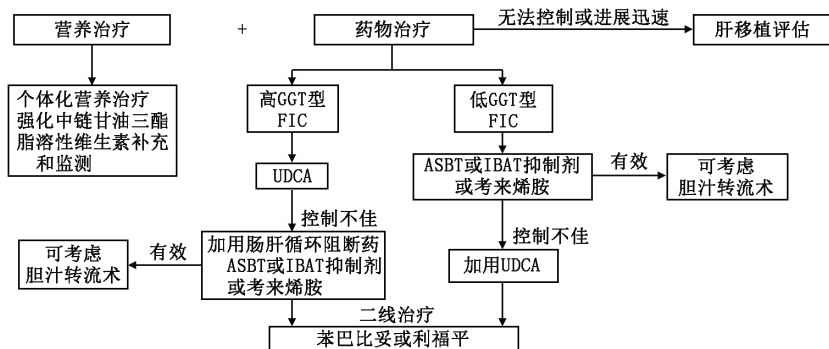 营养治疗
+
药物治疗
无法控制或进展迅速
肝移植评估
个体化营养治疗
强化中链甘油三酯
脂溶性维生素补充
和监测
高GGT型
FIC
低GGT型
FIC
UDCA
ASBT或IBAT抑制剂
或考来烯胺
有效
可考虑
胆汁转流术
控制不佳
控制不佳
可考虑
胆汁转流术
有效
加用肠肝循环阻断药
ASBT或IBAT抑制剂
或考来烯胺
加用UDCA
二线治疗
苯巴比妥或利福平